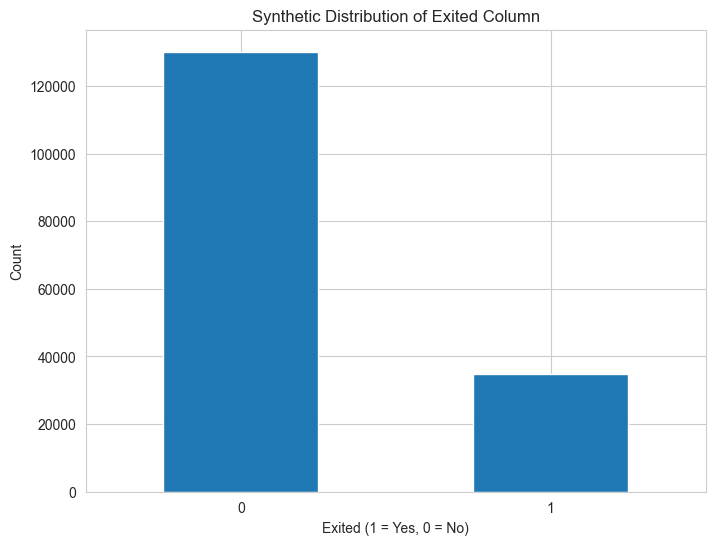 Synthetic Distribution of Exited Column
120000
100000
80000
60000
40000
20000
0
Count
0 1
Exited (1 = Yes, 0 = No)